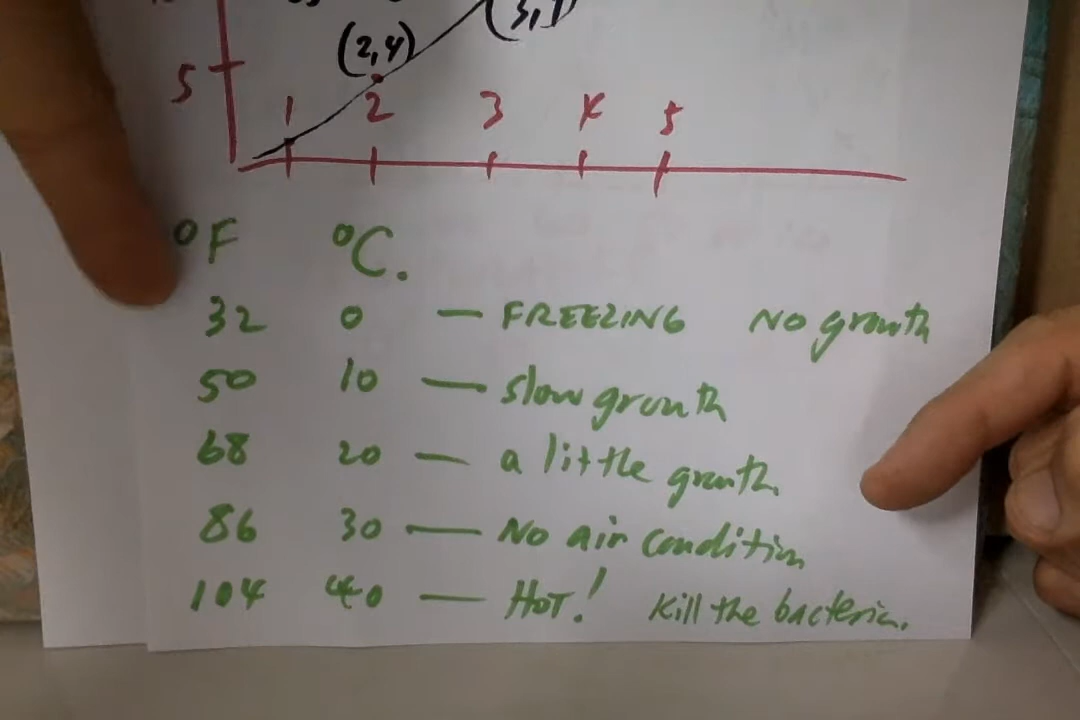 (2,4)
5
1 2 3 4 5
°F °C.
32 0 — FREEZING No growth
50 10 — slow growth
68 20 — a little growth.
86 30 — No air condition
104 40 — HOT! Kill the bacteria.